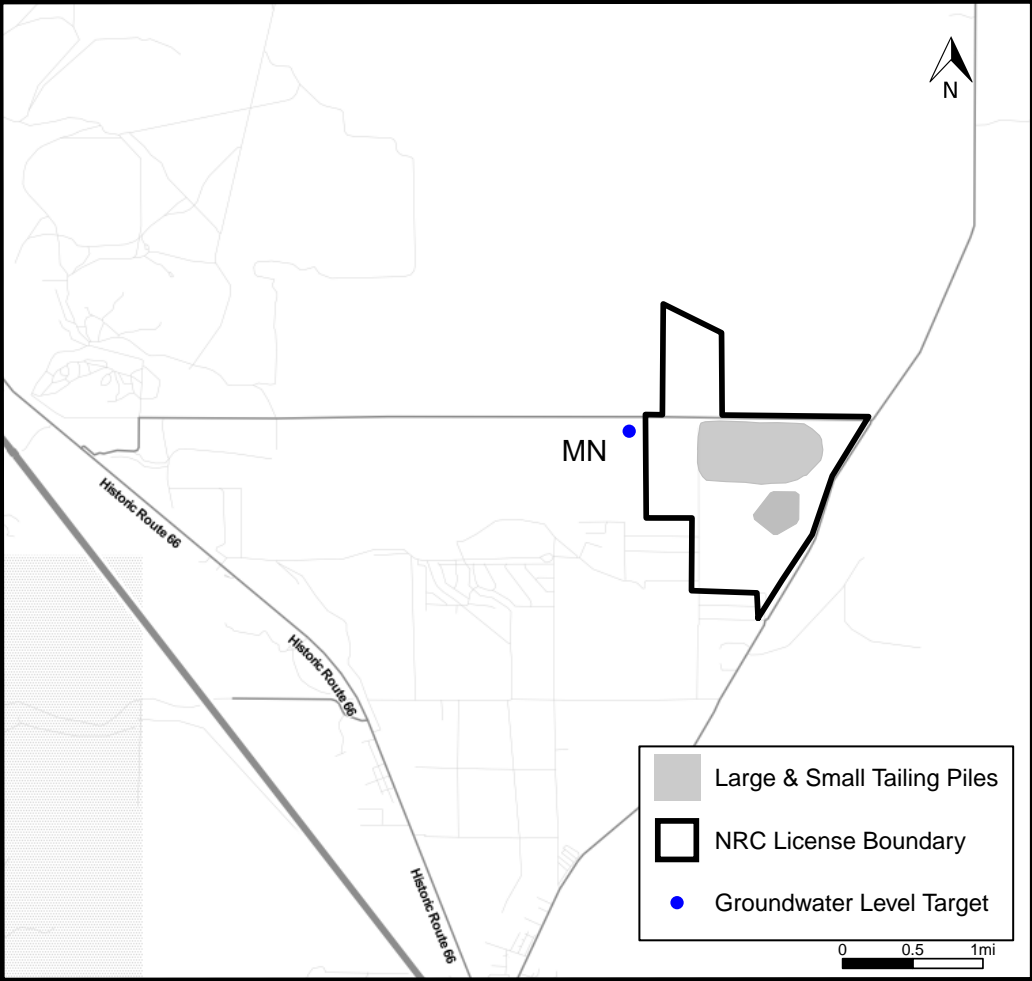 N
MN
Historic Route 66
Historic Route 66
Historic Route 66
Large & Small Tailing Piles
NRC License Boundary
Groundwater Level Target
0 0.5 1mi